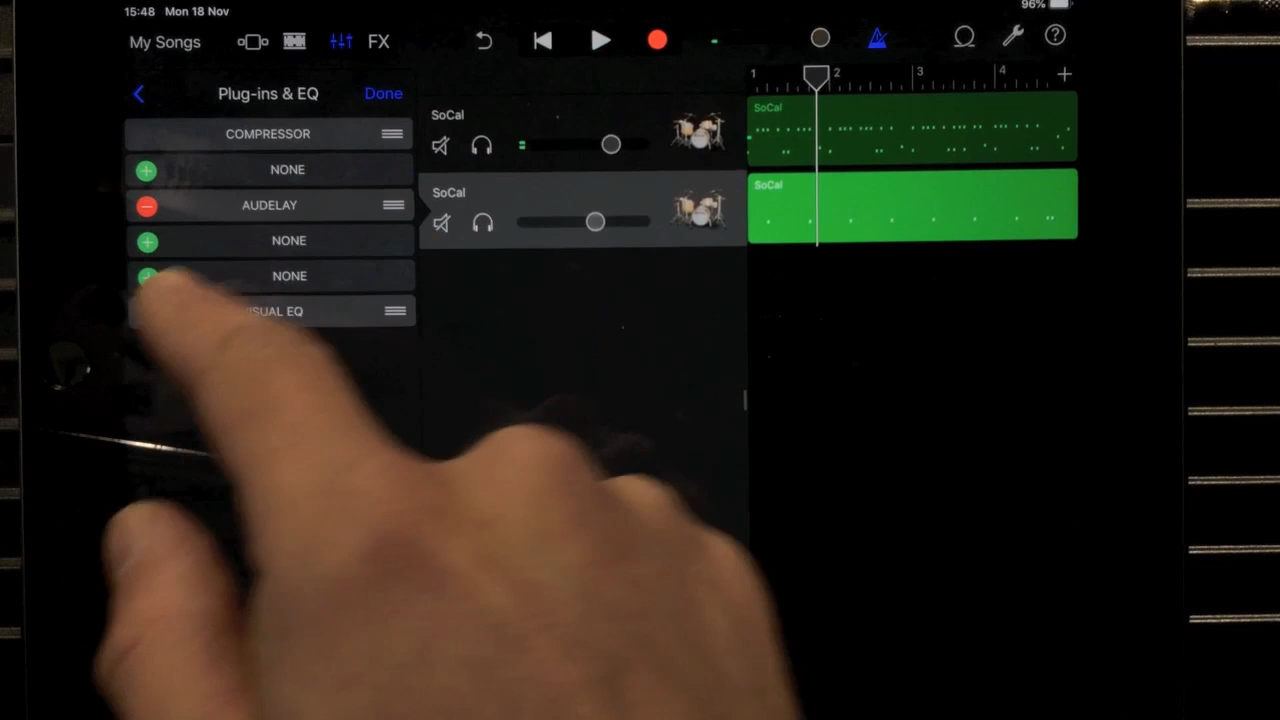 15:48 Mon 18 Nov
96%
My Songs
FX
Plug-ins & EQ
Done
COMPRESSOR
NONE
AUDELAY
NONE
NONE
EQ
SoCal
SoCal
1 2 3 4
SoCal
SoCal